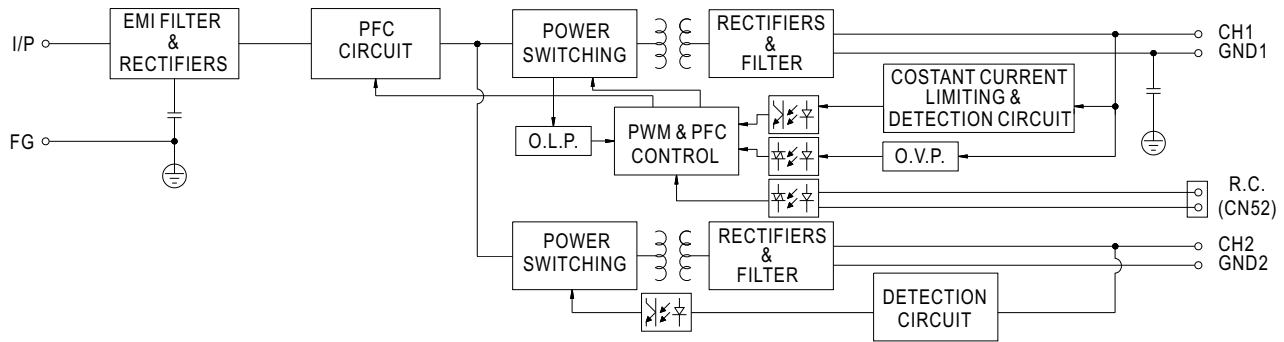 I/P
EMI FILTER
&
RECTIFIERS
PFC
CIRCUIT
POWER
SWITCHING
RECTIFIERS
&
FILTER
CH1
GND1
COSTANT CURRENT
LIMITING &
DETECTION CIRCUIT
FG
O.L.P.
PWM & PFC
CONTROL
O.V.P.
R.C.
(CN52)
POWER
SWITCHING
RECTIFIERS
&
FILTER
CH2
GND2
DETECTION
CIRCUIT